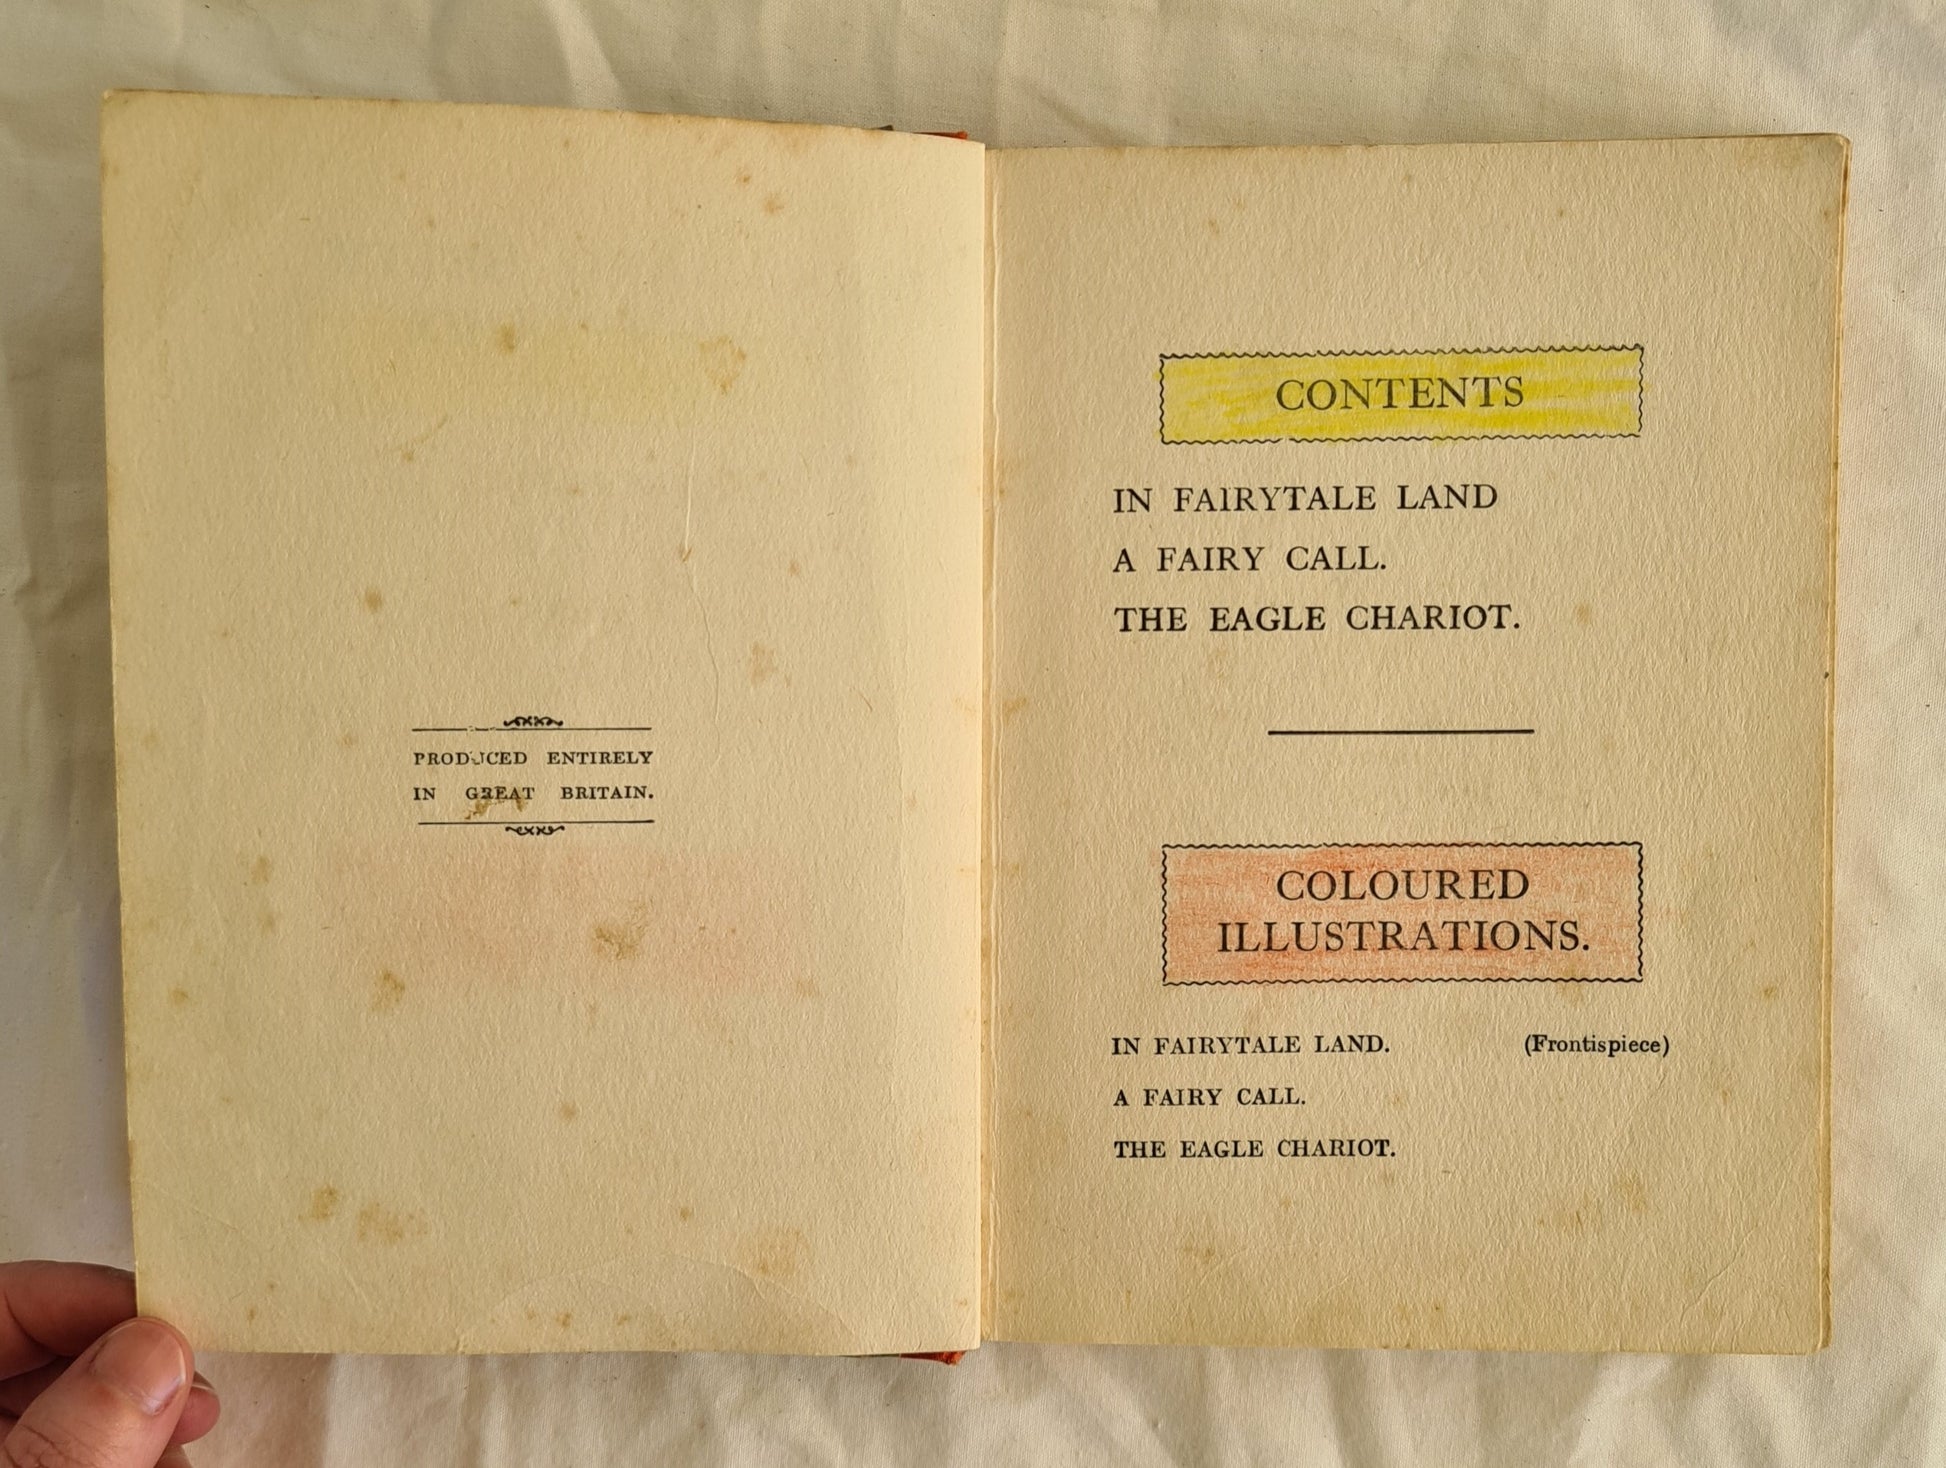 PRODUCED ENTIRELY
IN GREAT BRITAIN.
CONTENTS
IN FAIRYTALE LAND
A FAIRY CALL.
THE EAGLE CHARIOT.
COLOURED
ILLUSTRATIONS.
IN FAIRYTALE LAND. (Frontispiece)
A FAIRY CALL.
THE EAGLE CHARIOT.